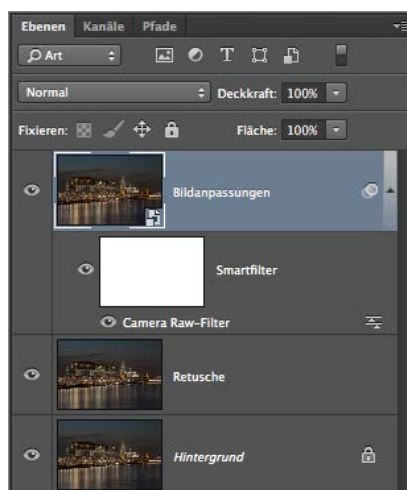 Ebenen Kanäle Pfade
Art T
Normal Deckkraft: 100%
Fixieren: Fläche: 100%
Bildanpassungen
Smartfilter
Camera Raw-Filter
Retusche
Hintergrund